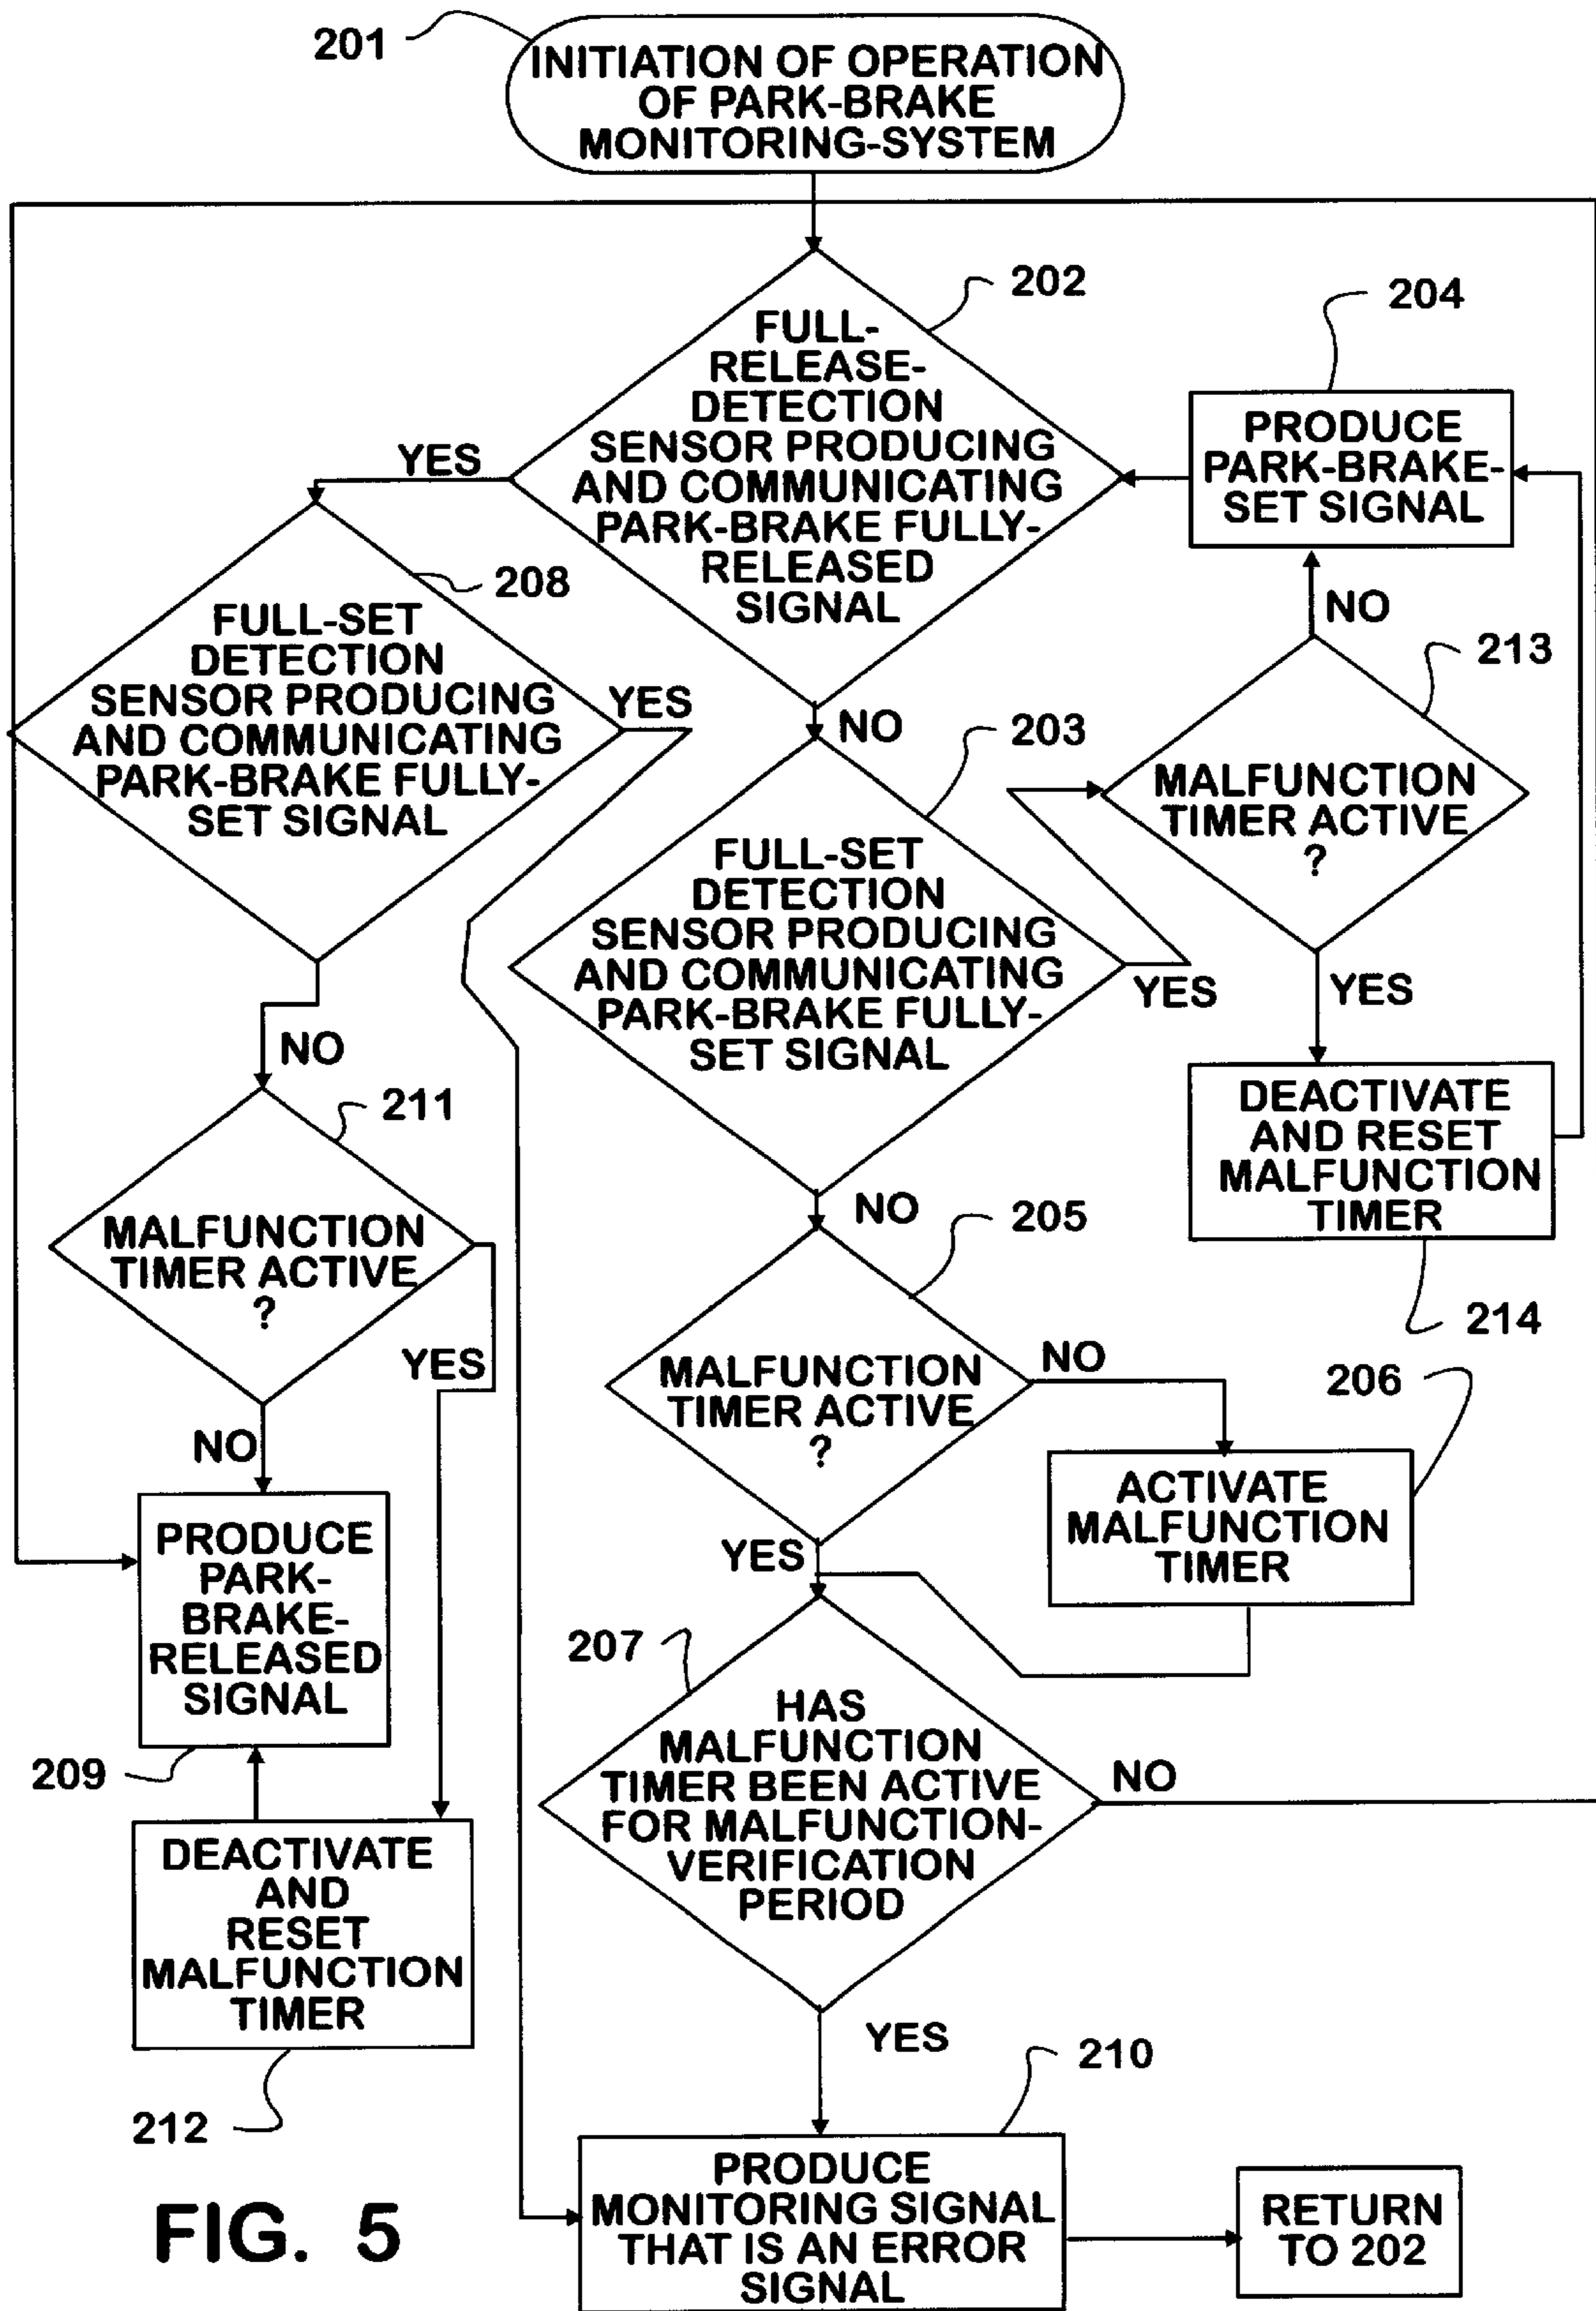 201
INITIATION OF OPERATION
OF PARK-BRAKE
MONITORING-SYSTEM
202
FULL-
RELEASE-
DETECTION
SENSOR PRODUCING
AND COMMUNICATING
PARK-BRAKE FULLY-
RELEASED
SIGNAL
YES
NO
204
PRODUCE
PARK-BRAKE-
SET SIGNAL
NO
208
FULL-SET
DETECTION
SENSOR PRODUCING
AND COMMUNICATING
PARK-BRAKE FULLY-
SET SIGNAL
YES
NO
203
FULL-SET
DETECTION
SENSOR PRODUCING
AND COMMUNICATING
PARK-BRAKE FULLY-
SET SIGNAL
YES
NO
213
MALFUNCTION
TIMER ACTIVE
?
YES
DEACTIVATE
AND RESET
MALFUNCTION
TIMER
214
211
MALFUNCTION
TIMER ACTIVE
?
YES
NO
205
MALFUNCTION
TIMER ACTIVE
?
NO
YES
206
ACTIVATE
MALFUNCTION
TIMER
PRODUCE
PARK-
BRAKE-
RELEASED
SIGNAL
209
207
HAS
MALFUNCTION
TIMER BEEN ACTIVE
FOR MALFUNCTION-
VERIFICATION
PERIOD
NO
YES
DEACTIVATE
AND
RESET
MALFUNCTION
TIMER
212
210
PRODUCE
MONITORING SIGNAL
THAT IS AN ERROR
SIGNAL
RETURN
TO 202
FIG. 5